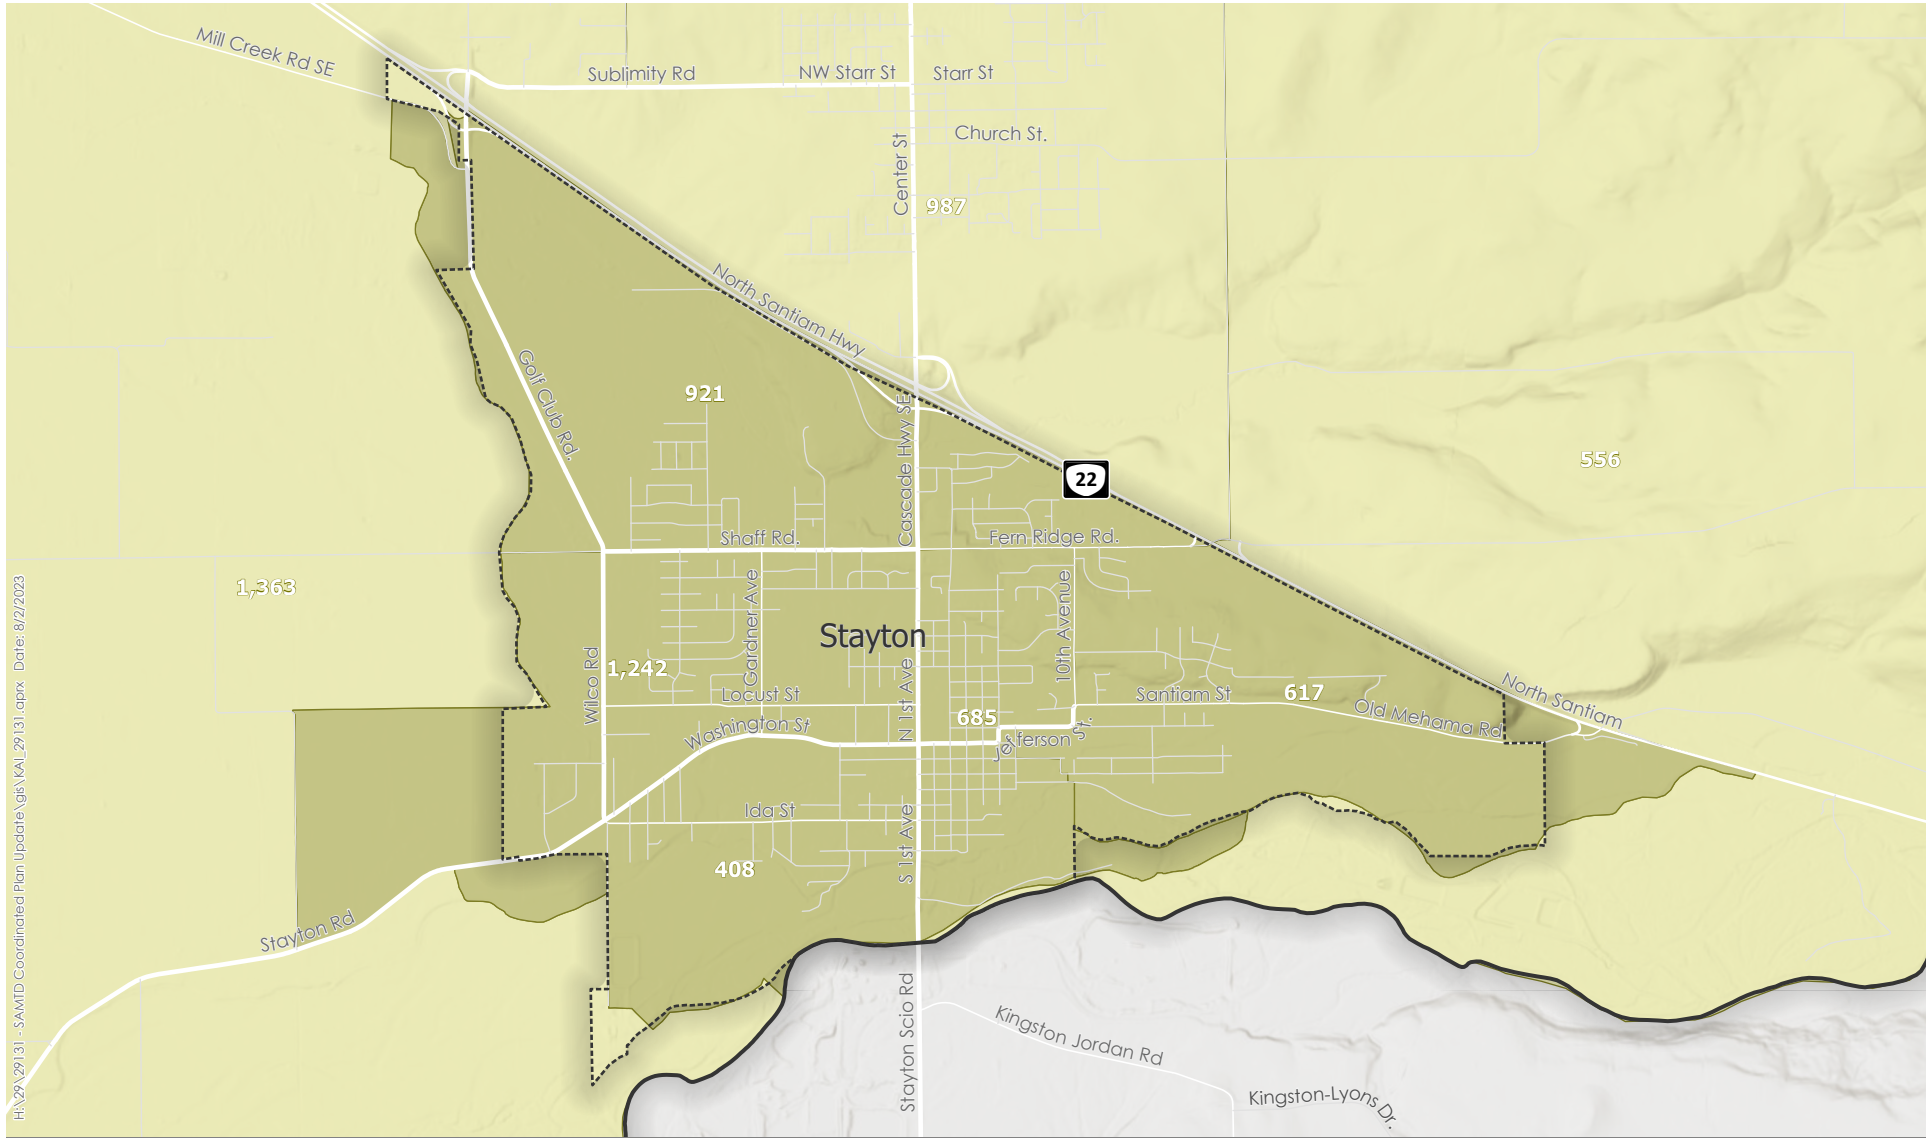 Mill Creek Rd SE
Sublimity Rd
NW Starr St
Starr St
Church St.
Center St
987
North Santiam Hwy
Golf Club Rd.
921
Cascade Hwy SE
22
556
Shaff Rd.
Fern Ridge Rd.
1,363
Gardner Ave
10th Avenue
Stayton
Wilco Rd
1,242
Locust St
N 1st Ave
Santiam St
617
North Santiam
685
Old Mehama Rd
Washington St
Jefferson St.
Ida St
S 1st Ave
408
Stayton Rd
Stayton Scio Rd
Kingston Jordan Rd
Kingston-Lyons Dr.
H:\29\29131 - SAMTD Coordinated Plan Update\gis\KAI_29131.aprx Date: 8/2/2023